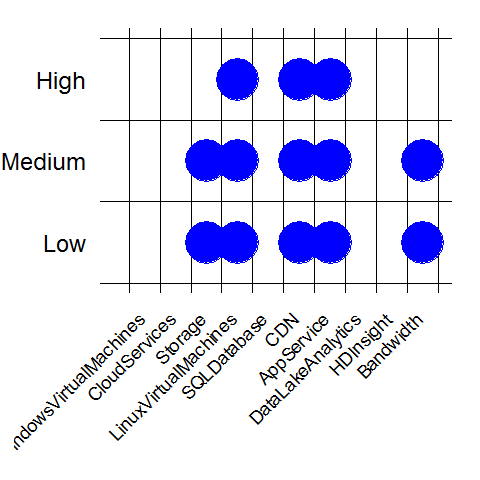 High
Medium
Low
ndowsVirtualMachines
CloudServices
Storage
LinuxVirtualMachines
SQLDatabase
CDN
AppService
DataLakeAnalytics
HDInsight
Bandwidth